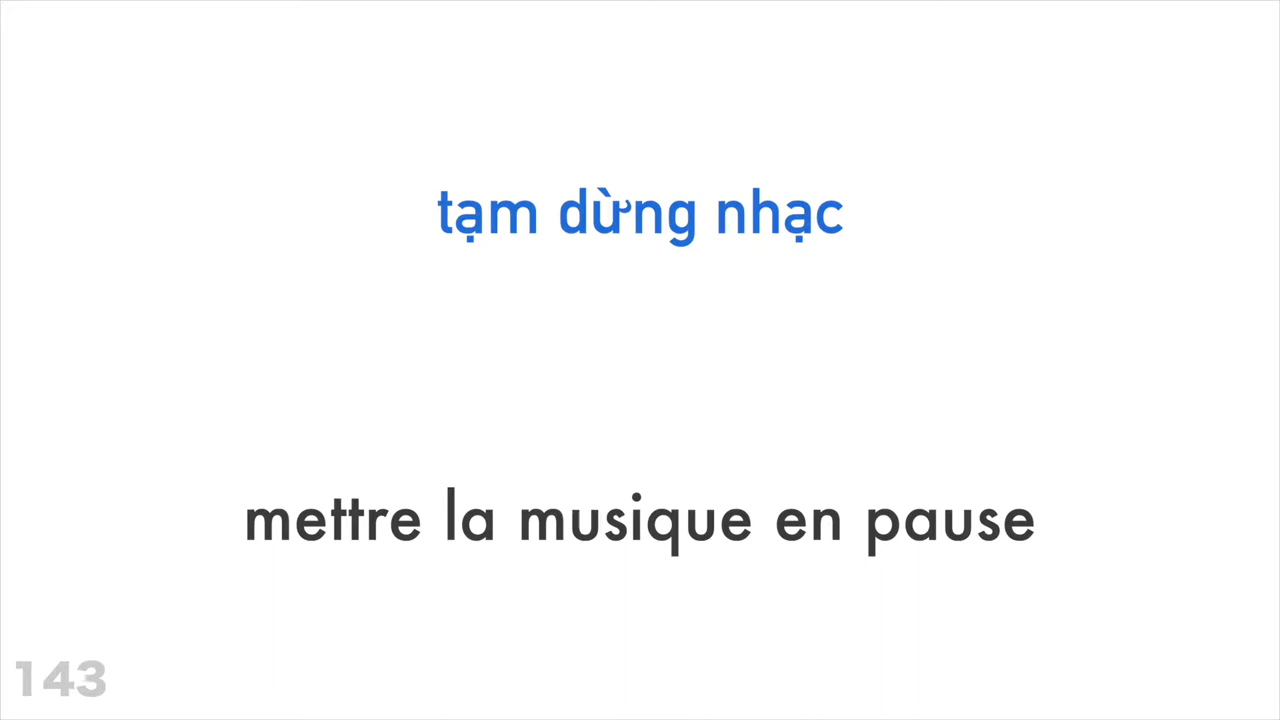 tạm dừng nhạc
mettre la musique en pause
143